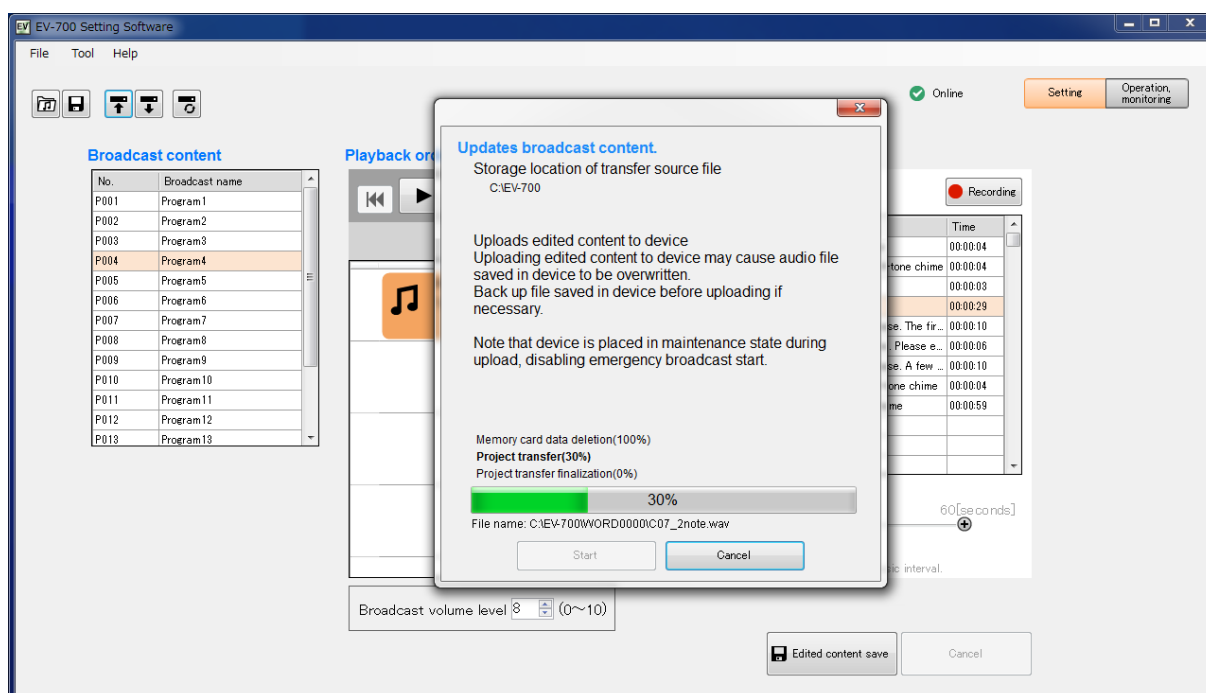 EV EV-700 Setting Software
File Tool Help
Online
Setting
Operation,
monitoring
Broadcast content
No. Broadcast name
P001 Program1
P002 Program2
P003 Program3
P004 Program4
P005 Program5
P006 Program6
P007 Program7
P008 Program8
P009 Program9
P010 Program10
P011 Program11
P012 Program12
P013 Program13
Playback
Updates broadcast content.
Storage location of transfer source file
C:\EV-700
Uploads edited content to device
Uploading edited content to device may cause audio file
saved in device to be overwritten.
Back up file saved in device before uploading if
necessary.
Note that device is placed in maintenance state during
upload, disabling emergency broadcast start.
Memory card data deletion(100%)
Project transfer(30%)
Project transfer finalization(0%)
30%
File name: C:\EV-700\WORD0000\C07_2note.wav
Start Cancel
Recording
Time
00:00:04
-tone chime 00:00:04
00:00:03
00:00:29
se. The fir... 00:00:10
. Please e... 00:00:06
se. A few ... 00:00:10
one chime 00:00:04
me 00:00:59
60[seconds]
interval.
Broadcast volume level 8 (0～10)
Edited content save
Cancel